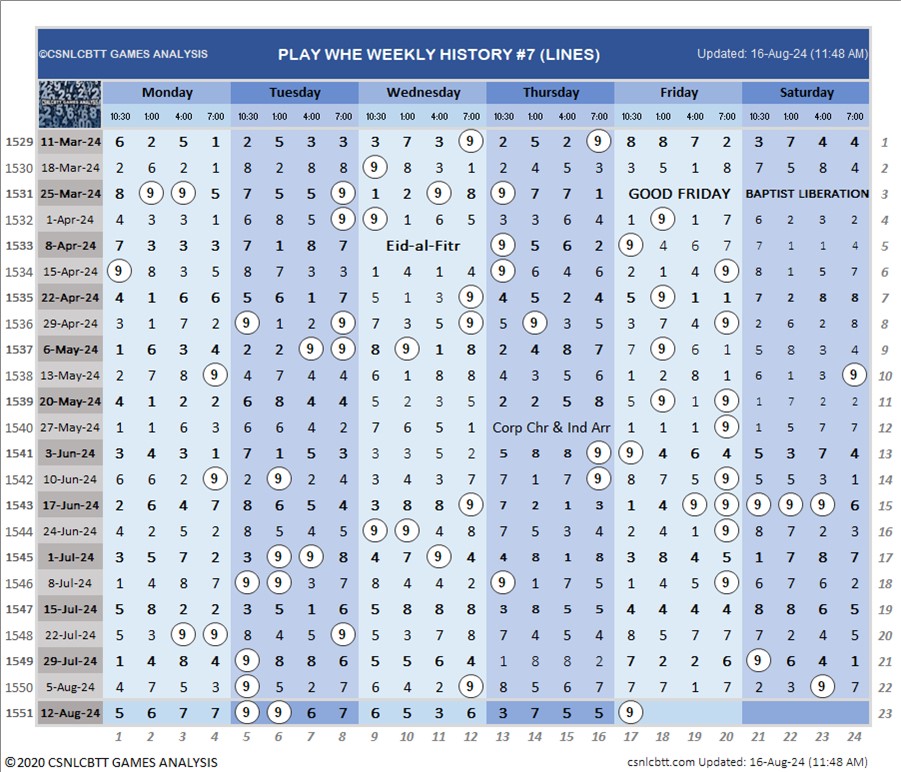 ©CSNLCBTT GAMES ANALYSIS PLAY WHE WEEKLY HISTORY #7 (LINES) Updated: 16-Aug-24 (11:48 AM)
Monday Tuesday Wednesday Thursday Friday Saturday
10:30 1:00 4:00 7:00 10:30 1:00 4:00 7:00 10:30 1:00 4:00 7:00 10:30 1:00 4:00 7:00 10:30 1:00 4:00 7:00 10:30 1:00 4:00 7:00
1529 11-Mar-24 6 2 5 1 2 5 3 3 3 7 3 9 2 5 2 9 8 8 7 2 3 7 4 4 1
1530 18-Mar-24 2 6 2 1 8 2 8 8 9 8 3 1 2 4 5 3 3 5 1 8 7 5 8 4 2
1531 25-Mar-24 8 9 9 5 7 5 5 9 1 2 9 8 9 7 7 1 GOOD FRIDAY BAPTIST LIBERATION 3
1532 1-Apr-24 4 3 3 1 6 8 5 9 9 1 6 5 3 3 6 4 1 9 1 7 6 2 3 2 4
1533 8-Apr-24 7 3 3 3 7 1 8 7 Eid-al-Fitr 9 5 6 2 9 4 6 7 7 1 1 4 5
1534 15-Apr-24 9 8 3 5 8 7 3 3 1 4 1 4 9 6 4 6 2 1 4 9 8 1 5 7 6
1535 22-Apr-24 4 1 6 6 5 6 1 7 5 1 3 9 4 5 2 4 5 9 1 1 7 2 8 8 7
1536 29-Apr-24 3 1 7 2 9 1 2 9 7 3 5 9 5 9 3 5 3 7 4 9 2 6 2 8 8
1537 6-May-24 1 6 3 4 2 2 9 9 8 9 1 8 2 4 8 7 7 9 6 1 5 8 3 4 9
1538 13-May-24 2 7 8 9 4 7 4 4 6 1 8 8 4 3 5 6 1 2 8 1 6 1 3 9 10
1539 20-May-24 4 1 2 2 6 8 4 4 5 2 3 5 2 2 5 8 5 9 1 9 1 7 2 2 11
1540 27-May-24 1 1 6 3 6 6 4 2 7 6 5 1 Corp Chr & Ind Arr 1 1 1 9 1 5 7 7 12
1541 3-Jun-24 3 4 3 1 7 1 5 3 3 3 5 2 5 8 8 9 9 4 6 4 5 3 7 4 13
1542 10-Jun-24 6 6 2 9 2 9 2 4 3 4 3 7 7 1 7 9 8 7 5 9 5 5 3 1 14
1543 17-Jun-24 2 6 4 7 8 6 5 4 3 8 8 9 7 2 1 3 1 4 9 9 9 9 9 6 15
1544 24-Jun-24 4 2 5 2 8 5 4 5 9 9 4 8 7 5 3 4 2 4 1 9 8 7 2 3 16
1545 1-Jul-24 3 5 7 2 3 9 9 8 4 7 9 4 4 8 1 8 3 8 4 5 1 7 8 7 17
1546 8-Jul-24 1 4 8 7 9 9 3 7 8 4 4 2 9 1 7 5 1 4 5 9 6 7 6 2 18
1547 15-Jul-24 5 8 2 2 3 5 1 6 5 8 8 8 3 8 5 5 4 4 4 4 8 8 6 5 19
1548 22-Jul-24 5 3 9 9 8 4 5 9 5 3 7 8 7 4 5 4 8 5 7 7 7 2 4 5 20
1549 29-Jul-24 1 4 8 4 9 8 8 6 5 5 6 4 1 8 8 2 7 2 2 6 9 6 4 1 21
1550 5-Aug-24 4 7 5 3 9 5 2 7 6 4 2 9 8 5 6 7 7 7 1 7 2 3 9 7 22
1551 12-Aug-24 5 6 7 7 9 9 6 7 6 5 3 6 3 7 5 5 9 23
1 2 3 4 5 6 7 8 9 10 11 12 13 14 15 16 17 18 19 20 21 22 23 24
©2020 CSNLCBTT GAMES ANALYSIS csnlcbtt.com Updated: 16-Aug-24 (11:48 AM)